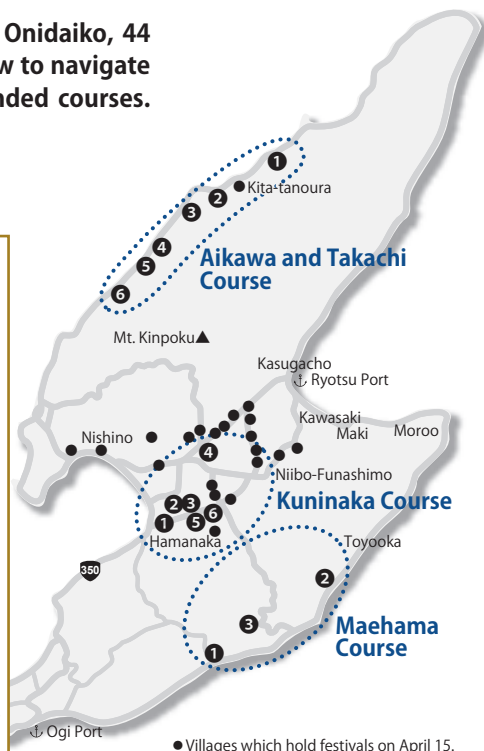 Onidaiko, 44
w to navigate
nded courses.
1
Kita-tanoura
2
3
4
5
6
Aikawa and Takachi
Course
Mt. Kinpoku▲
Kasugacho
Ryotsu Port
Kawasaki
Maki
Moroo
Nishino
4
Niibo-Funashimo
Kuninaka Course
2 3
1 5 6
Hamanaka
Toyooka
350
2
3
Maehama
Course
1
Ogi Port
● Villages which hold festivals on April 15.